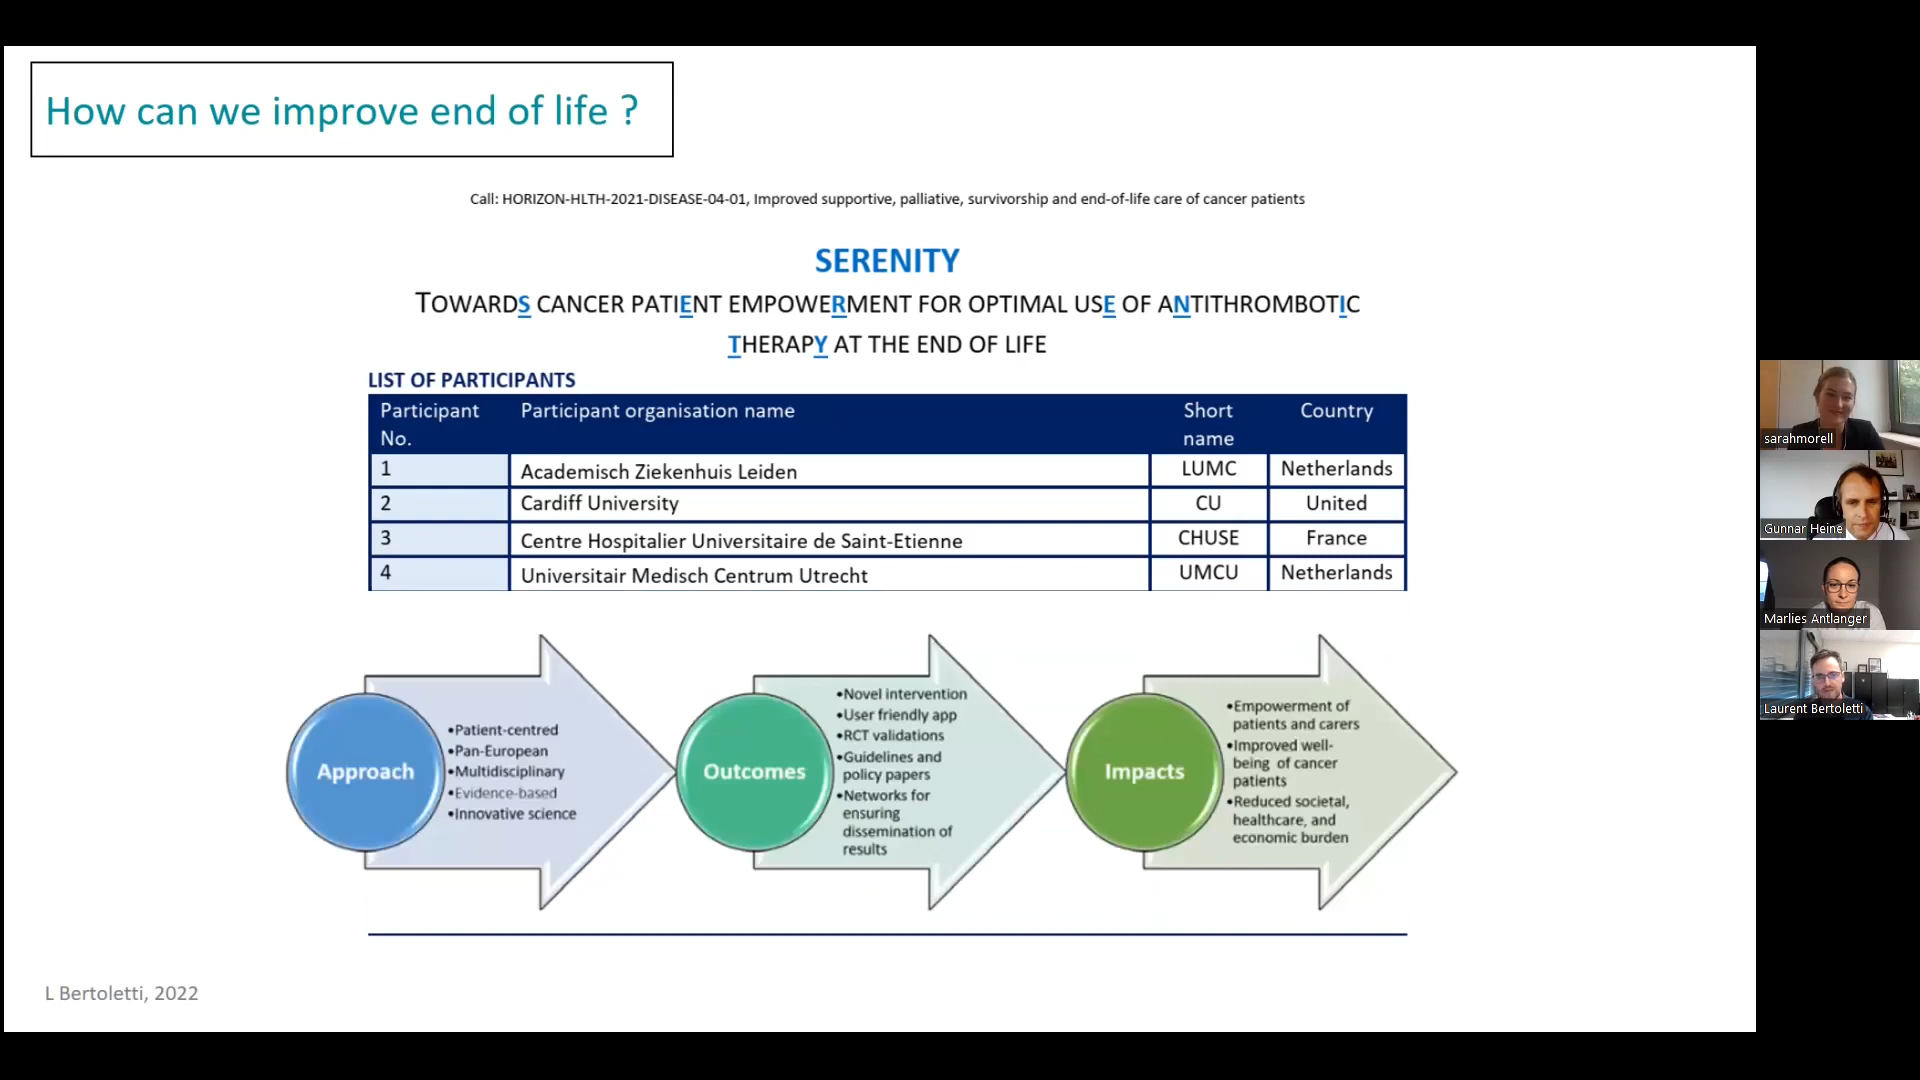 How can we improve end of life ?
Call: HORIZON-HLTH-2021-DISEASE-04-01, Improved supportive, palliative, survivorship and end-of-life care of cancer patients
SERENITY
TOWARDS CANCER PATIENT EMPOWERMENT FOR OPTIMAL USE OF ANTITHROMBOTIC
THERAPY AT THE END OF LIFE
LIST OF PARTICIPANTS
Participant No. Participant organisation name Short name Country
1 Academisch Ziekenhuis Leiden LUMC Netherlands
2 Cardiff University CU United
3 Centre Hospitalier Universitaire de Saint-Etienne CHUSE France
4 Universitair Medisch Centrum Utrecht UMCU Netherlands
Approach
•Patient-centred
•Pan-European
•Multidisciplinary
•Evidence-based
•Innovative science
Outcomes
•Novel intervention
•User friendly app
•RCT validations
•Guidelines and
policy papers
•Networks for
ensuring
dissemination of
results
Impacts
•Empowerment of
patients and carers
•Improved well-
being of cancer
patients
•Reduced societal,
healthcare, and
economic burden
L Bertoletti, 2022
sarahmorell
Gunnar Heine
Marlies Antlanger
Laurent Bertoletti